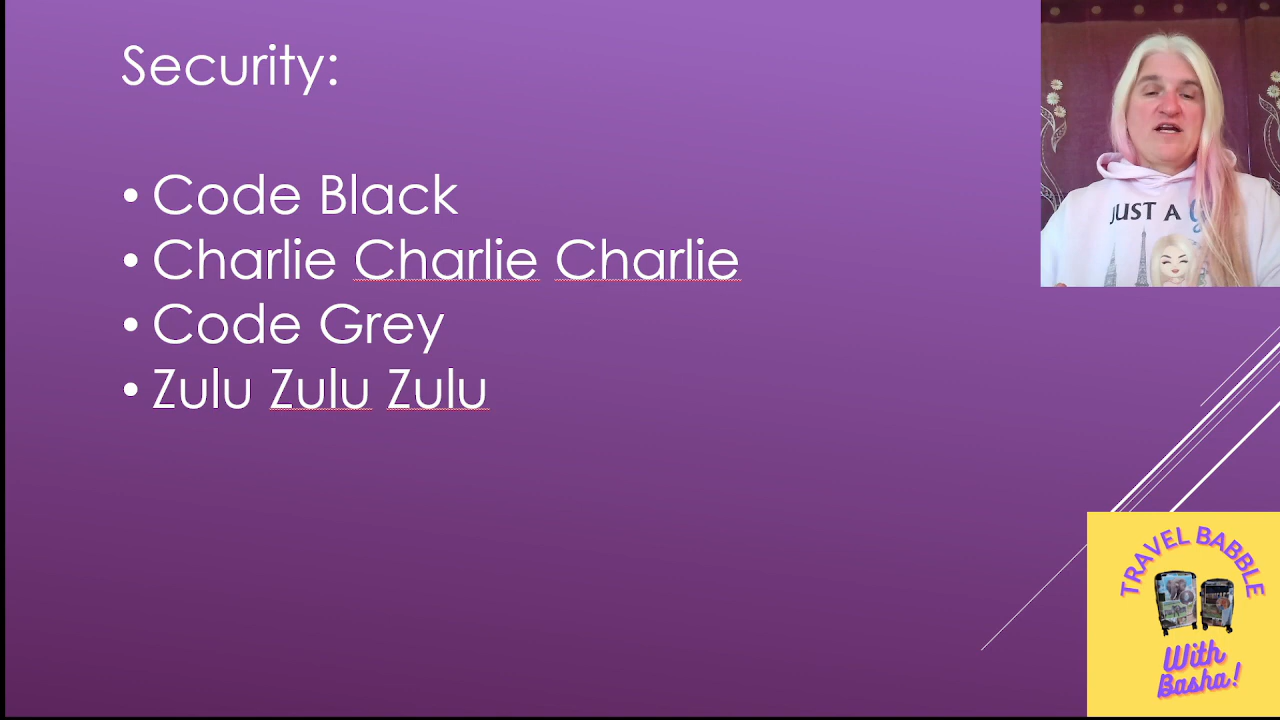 Security:
• Code Black
• Charlie Charlie Charlie
• Code Grey
• Zulu Zulu Zulu
JUST A
TRAVEL BABBLE
With
Basha!